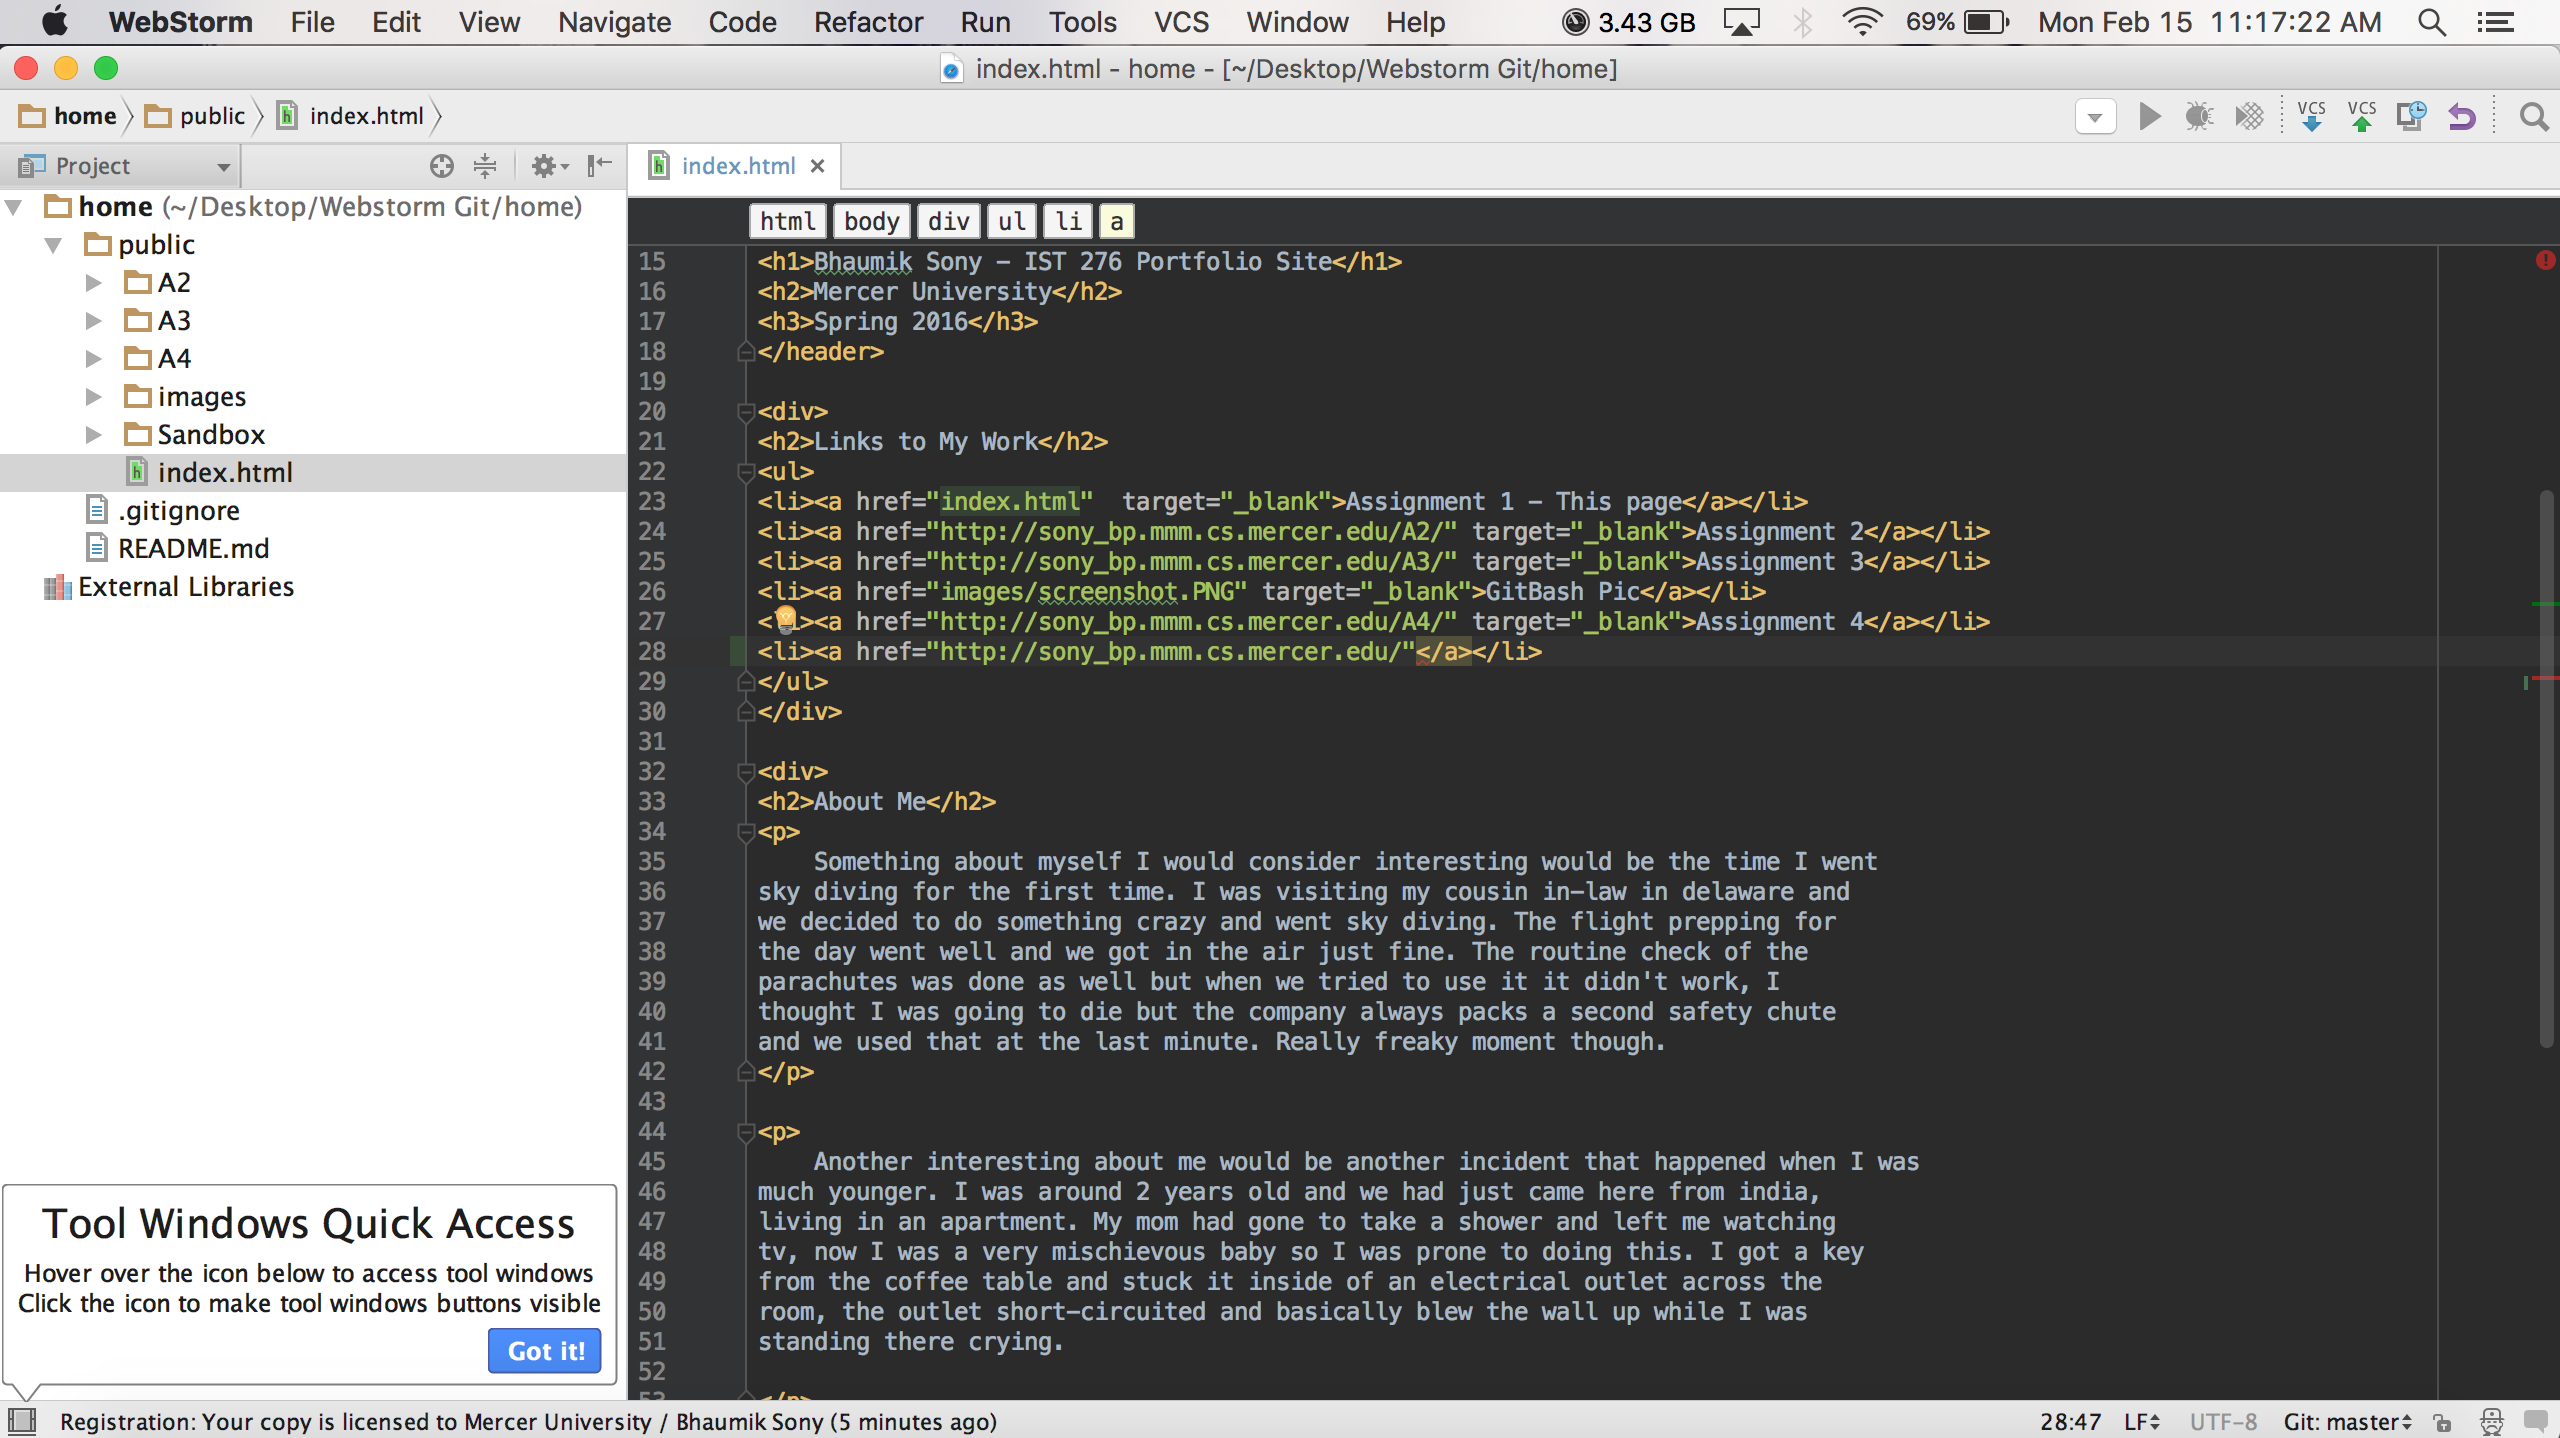 WebStorm File Edit View Navigate Code Refactor Run Tools VCS Window Help 3.43 GB 69% Mon Feb 15 11:17:22 AM
index.html - home - [~/Desktop/Webstorm Git/home]
home public index.html VCS VCS
Project index.html
home (~/Desktop/Webstorm Git/home)
public
A2
A3
A4
images
Sandbox
index.html
.gitignore
README.md
External Libraries
html body div ul li a
15 <h1>Bhaumik Sony - IST 276 Portfolio Site</h1>
16 <h2>Mercer University</h2>
17 <h3>Spring 2016</h3>
18 </header>
19
20 <div>
21 <h2>Links to My Work</h2>
22 <ul>
23 <li><a href="index.html"  target="_blank">Assignment 1 - This page</a></li>
24 <li><a href="http://sony_bp.mmm.cs.mercer.edu/A2/" target="_blank">Assignment 2</a></li>
25 <li><a href="http://sony_bp.mmm.cs.mercer.edu/A3/" target="_blank">Assignment 3</a></li>
26 <li><a href="images/screenshot.PNG" target="_blank">GitBash Pic</a></li>
27 <li><a href="http://sony_bp.mmm.cs.mercer.edu/A4/" target="_blank">Assignment 4</a></li>
28 <li><a href="http://sony_bp.mmm.cs.mercer.edu/"</a></li>
29 </ul>
30 </div>
31
32 <div>
33 <h2>About Me</h2>
34 <p>
35 Something about myself I would consider interesting would be the time I went
36 sky diving for the first time. I was visiting my cousin in-law in delaware and
37 we decided to do something crazy and went sky diving. The flight prepping for
38 the day went well and we got in the air just fine. The routine check of the
39 parachutes was done as well but when we tried to use it it didn't work, I
40 thought I was going to die but the company always packs a second safety chute
41 and we used that at the last minute. Really freaky moment though.
42 </p>
43
44 <p>
45 Another interesting about me would be another incident that happened when I was
46 much younger. I was around 2 years old and we had just came here from india,
47 living in an apartment. My mom had gone to take a shower and left me watching
48 tv, now I was a very mischievous baby so I was prone to doing this. I got a key
49 from the coffee table and stuck it inside of an electrical outlet across the
50 room, the outlet short-circuited and basically blew the wall up while I was
51 standing there crying.
52
53 </p>
Tool Windows Quick Access
Hover over the icon below to access tool windows
Click the icon to make tool windows buttons visible
Got it!
Registration: Your copy is licensed to Mercer University / Bhaumik Sony (5 minutes ago) 28:47 LF UTF-8 Git: master